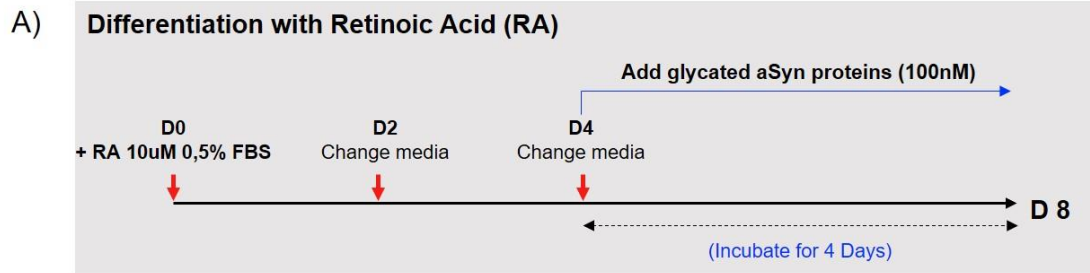 A)
Differentiation with Retinoic Acid (RA)
Add glycated aSyn proteins (100nM)
D0
+ RA 10uM 0,5% FBS
D2
Change media
D4
Change media
D 8
(Incubate for 4 Days)